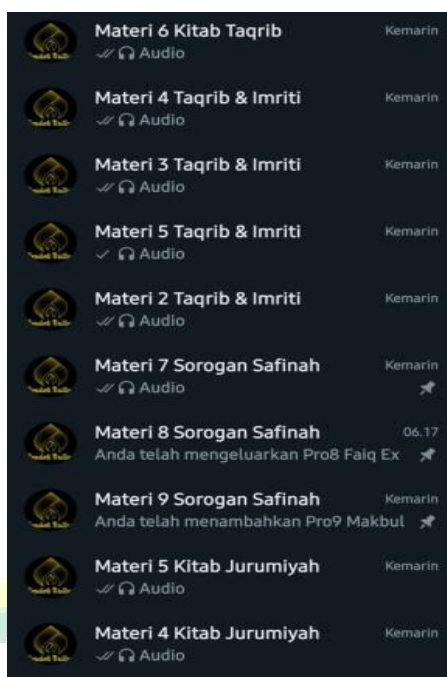 Materi 6 Kitab Taqrib Kemarin
Audio
Materi 4 Taqrib & Imriti Kemarin
Audio
Materi 3 Taqrib & Imriti Kemarin
Audio
Materi 5 Taqrib & Imriti Kemarin
Audio
Materi 2 Taqrib & Imriti Kemarin
Audio
Materi 7 Sorogan Safinah Kemarin
Audio
Materi 8 Sorogan Safinah 06.17
Anda telah mengeluarkan Pro8 Faiq Ex
Materi 9 Sorogan Safinah Kemarin
Anda telah menambahkan Pro9 Makbul
Materi 5 Kitab Jurumiyah Kemarin
Audio
Materi 4 Kitab Jurumiyah Kemarin
Audio